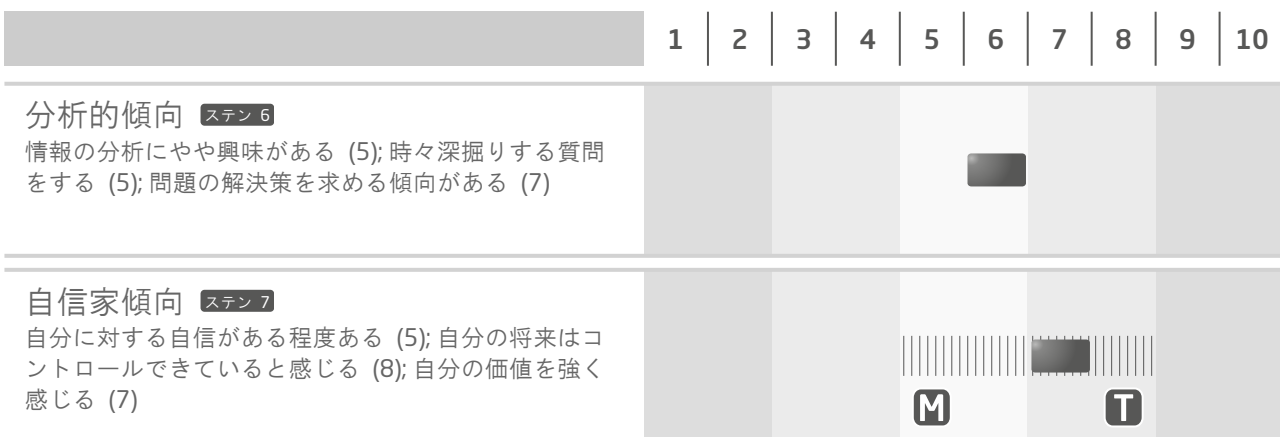 1 2 3 4 5 6 7 8 9 10
分析的傾向 ステン 6
情報の分析にやや興味がある (5); 時々深掘りする質問
をする (5); 問題の解決策を求める傾向がある (7)
自信家傾向 ステン 7
自分に対する自信がある程度ある (5); 自分の将来はコ
ントロールできていると感じる (8); 自分の価値を強く
感じる (7)
M T